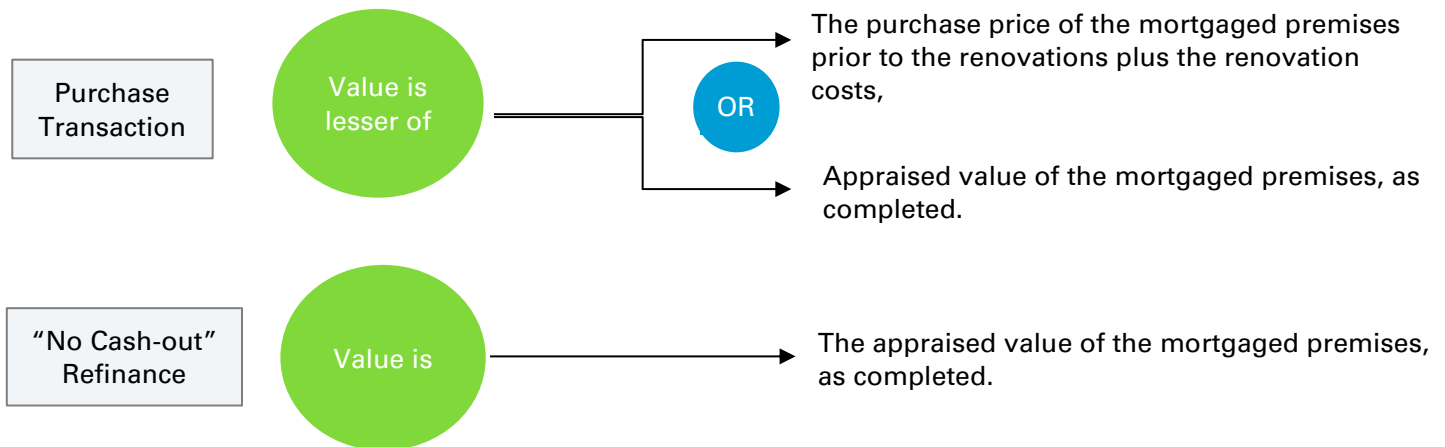 Purchase
Transaction
Value is
lesser of
OR
The purchase price of the mortgaged premises
prior to the renovations plus the renovation
costs,
Appraised value of the mortgaged premises, as
completed.
“No Cash-out”
Refinance
Value is
The appraised value of the mortgaged premises,
as completed.